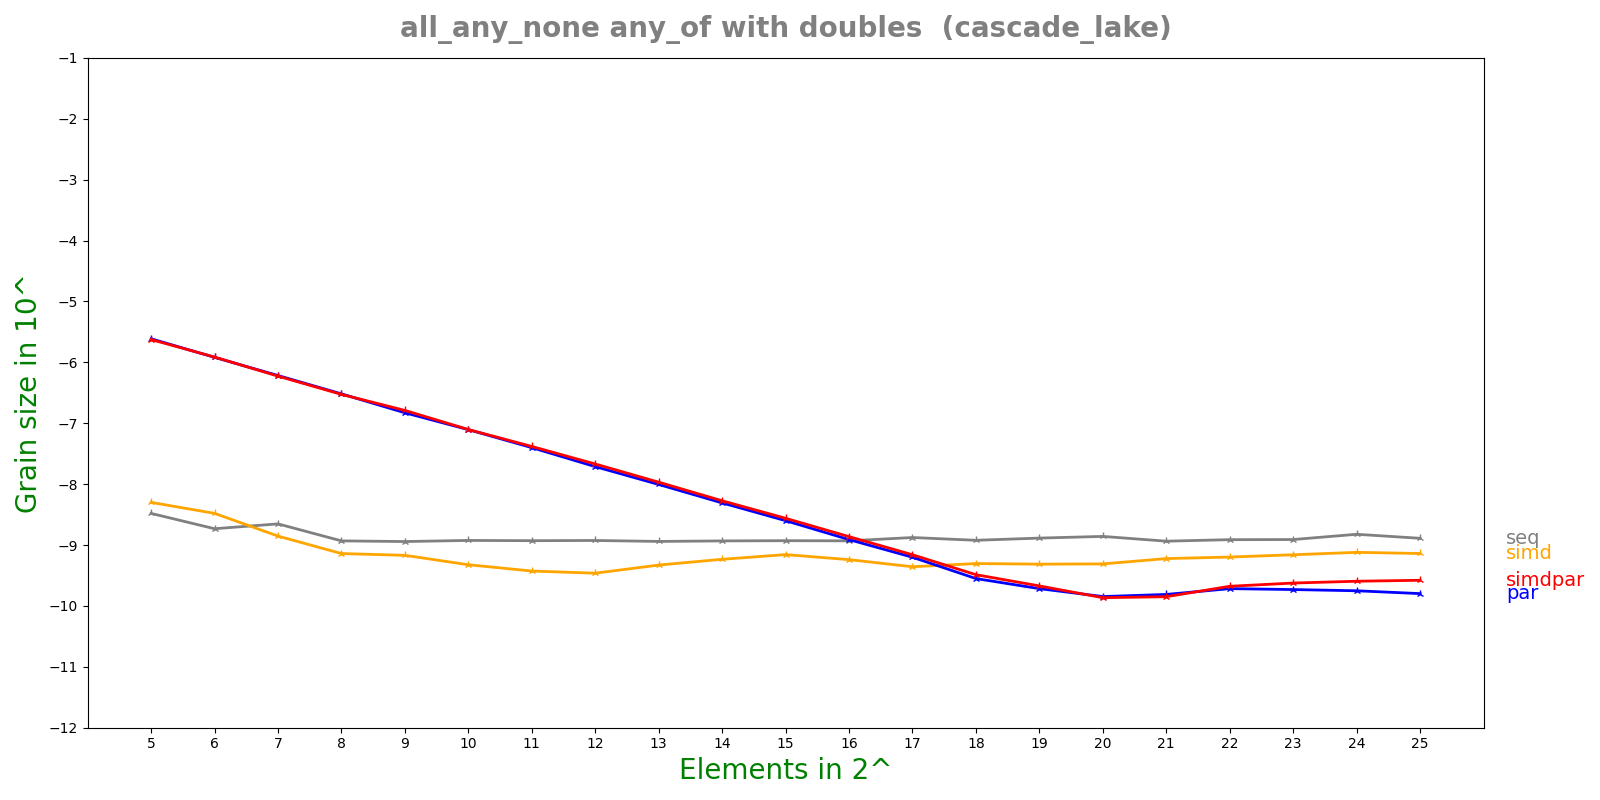 all_any_none any_of with doubles  (cascade_lake)
−1
−2
−3
−4
−5
−6
−7
−8
−9
−10
−11
−12
Grain size in 10^
5 6 7 8 9 10 11 12 13 14 15 16 17 18 19 20 21 22 23 24 25
Elements in 2^
seq
simd
simdpar
par